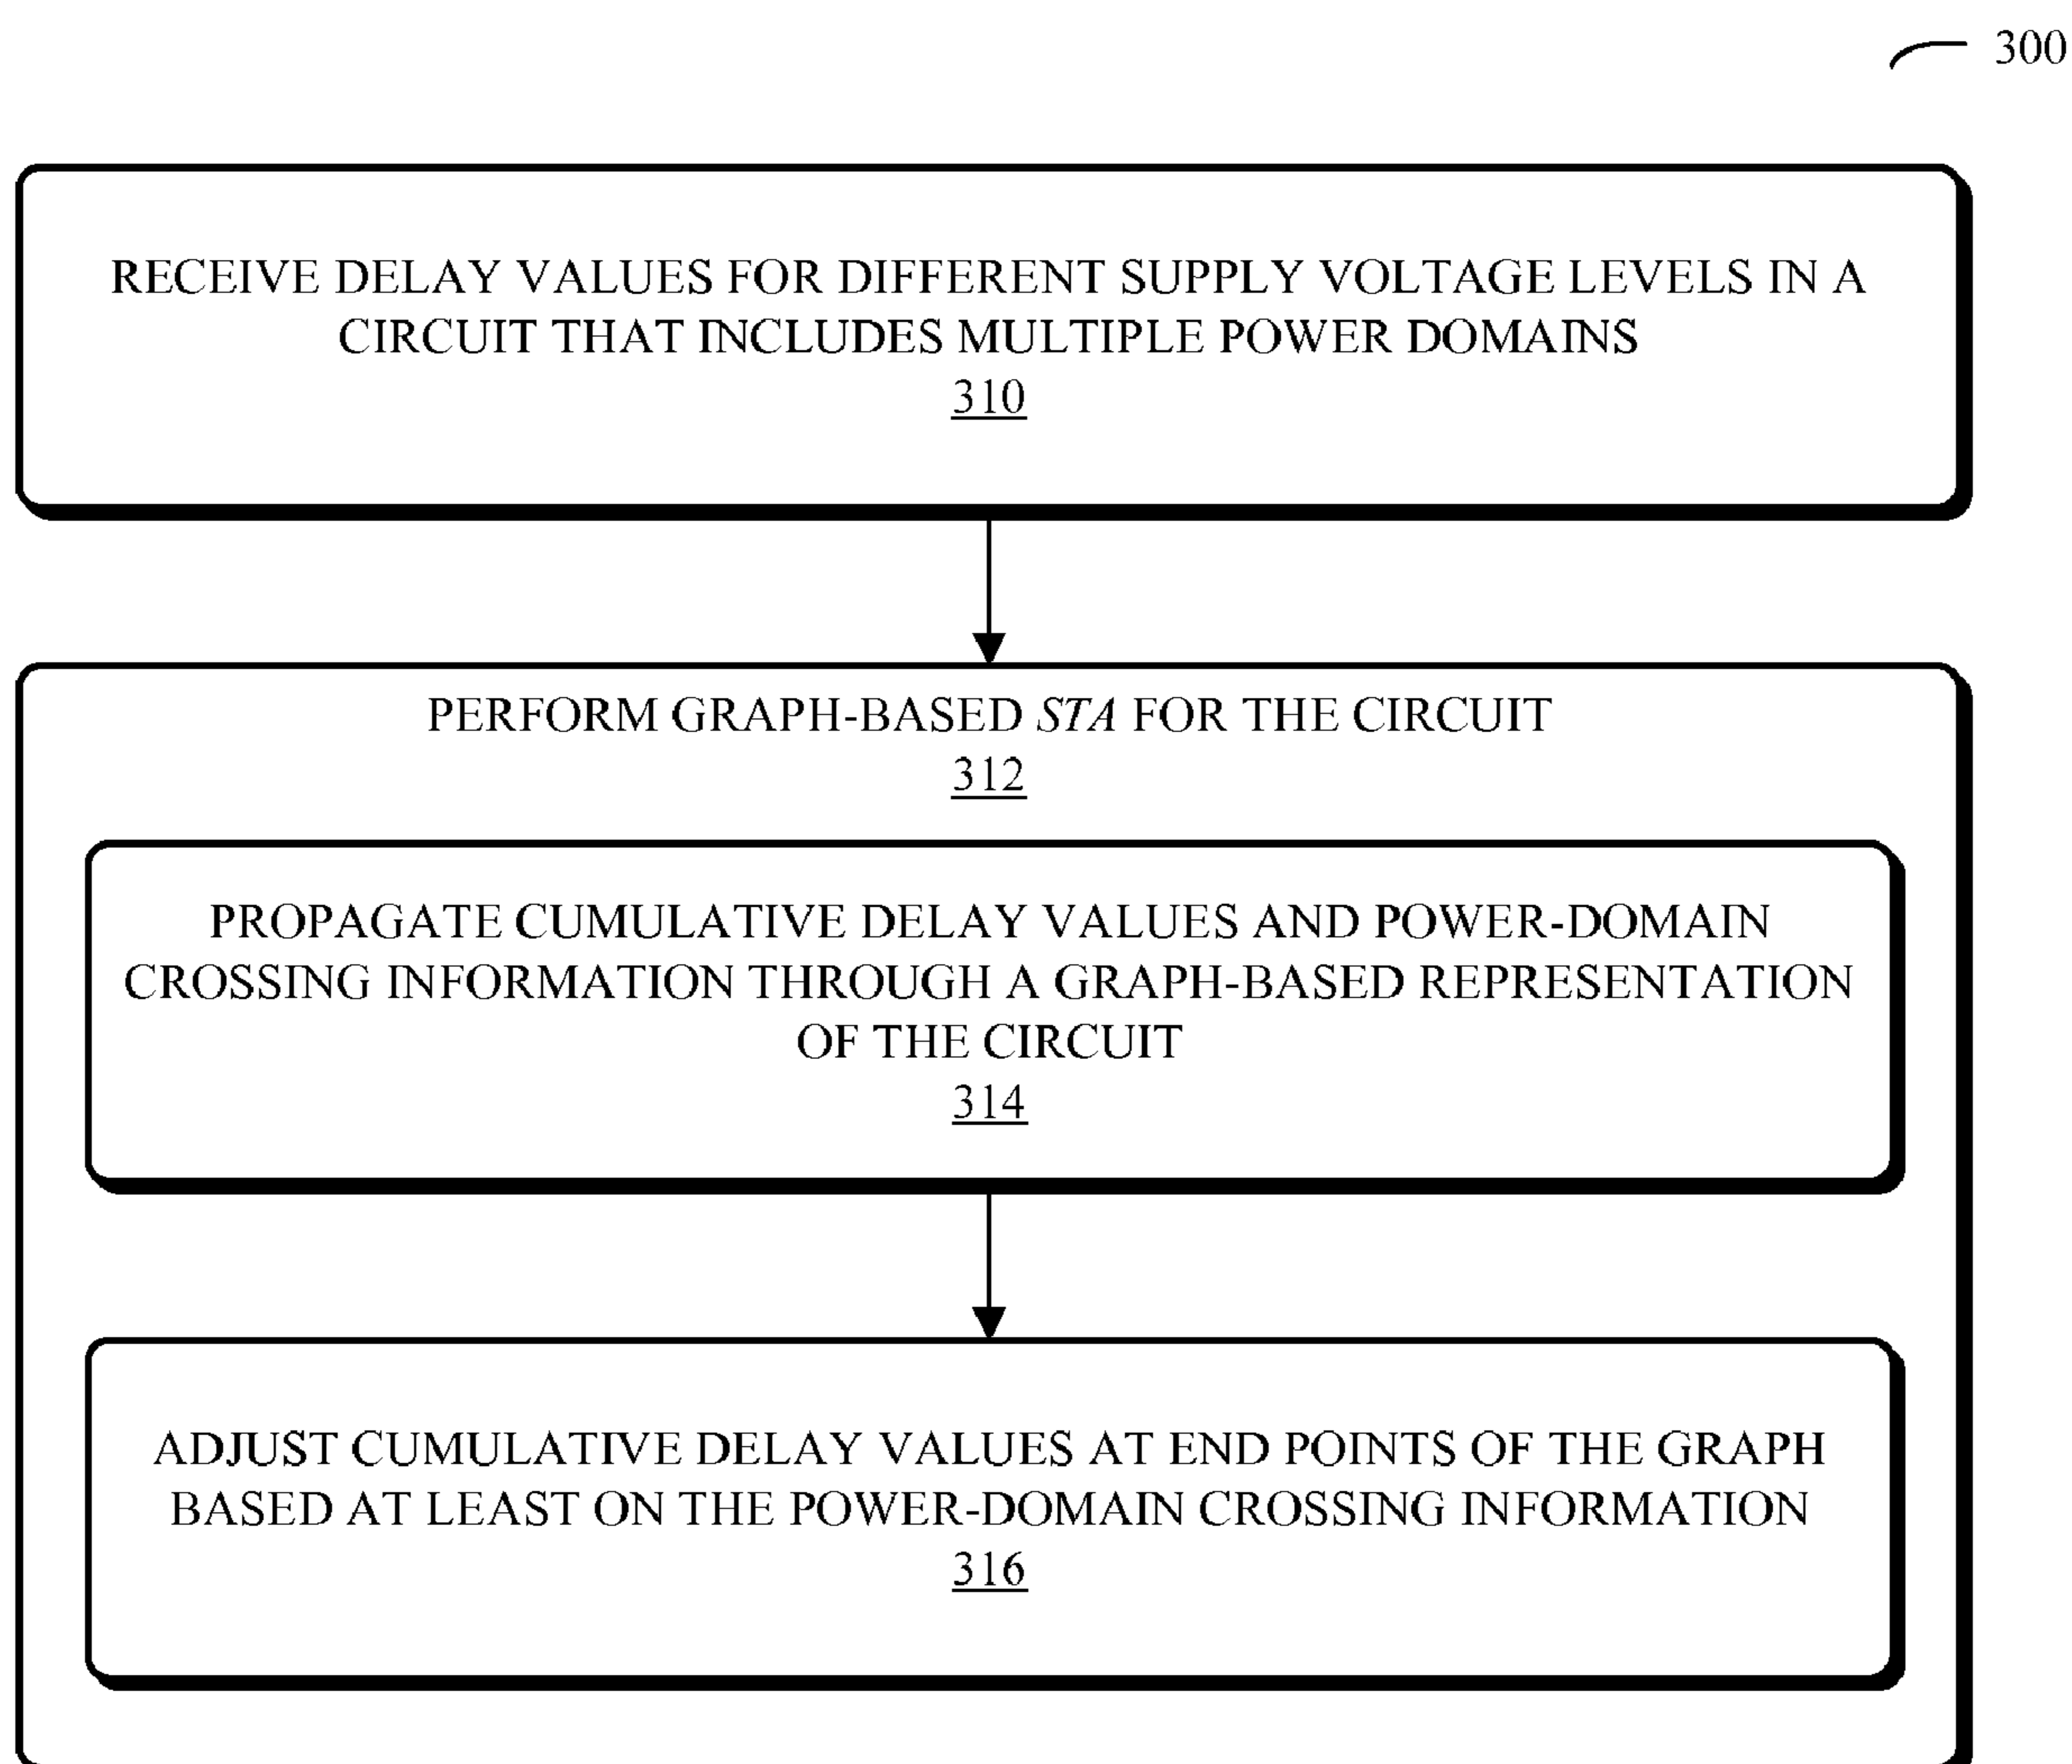 300
RECEIVE DELAY VALUES FOR DIFFERENT SUPPLY VOLTAGE LEVELS IN A
CIRCUIT THAT INCLUDES MULTIPLE POWER DOMAINS
310
PERFORM GRAPH-BASED STA FOR THE CIRCUIT
312
PROPAGATE CUMULATIVE DELAY VALUES AND POWER-DOMAIN
CROSSING INFORMATION THROUGH A GRAPH-BASED REPRESENTATION
OF THE CIRCUIT
314
ADJUST CUMULATIVE DELAY VALUES AT END POINTS OF THE GRAPH
BASED AT LEAST ON THE POWER-DOMAIN CROSSING INFORMATION
316